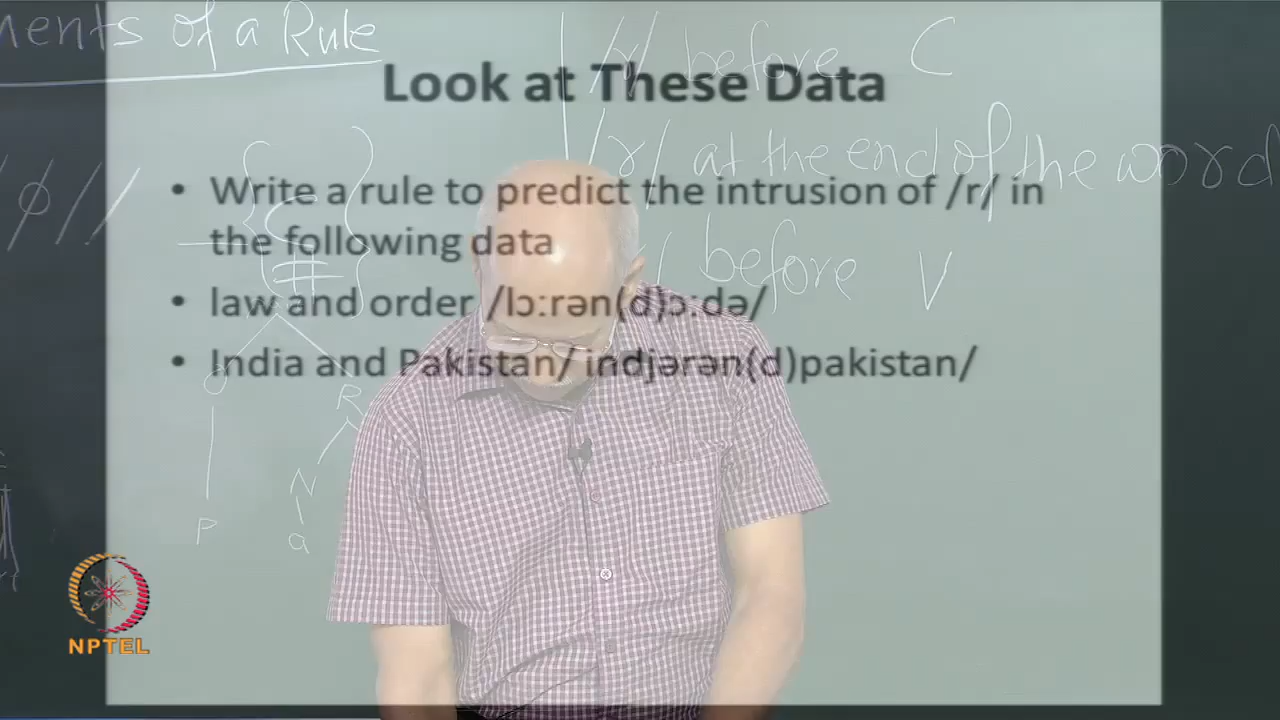 ments of a Rule
/r/ before C
Look at These Data
/r/ at the end of the word
• Write a rule to predict the intrusion of /r/ in
the following data
before V
• law and order /lɔ:rən(d)ɔ:də/
• India and Pakistan/ indjərən(d)pakistan/
ϕ //
C
#
O
R
N
P
a
NPTEL